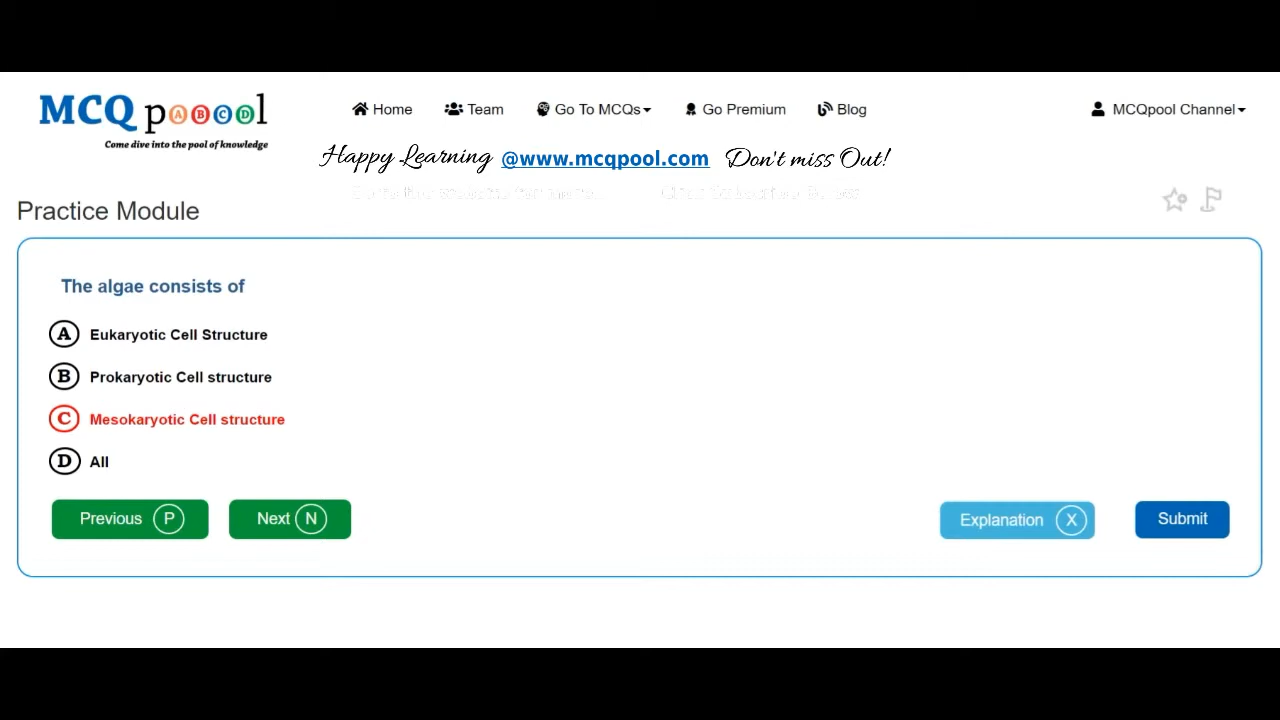 MCQ pooool
Come dive into the pool of knowledge
Home Team Go To MCQs Go Premium Blog MCQpool Channel
Happy Learning @www.mcqpool.com Don't miss Out!
Practice Module
The algae consists of
A Eukaryotic Cell Structure
B Prokaryotic Cell structure
C Mesokaryotic Cell structure
D All
Previous P Next N Explanation X Submit